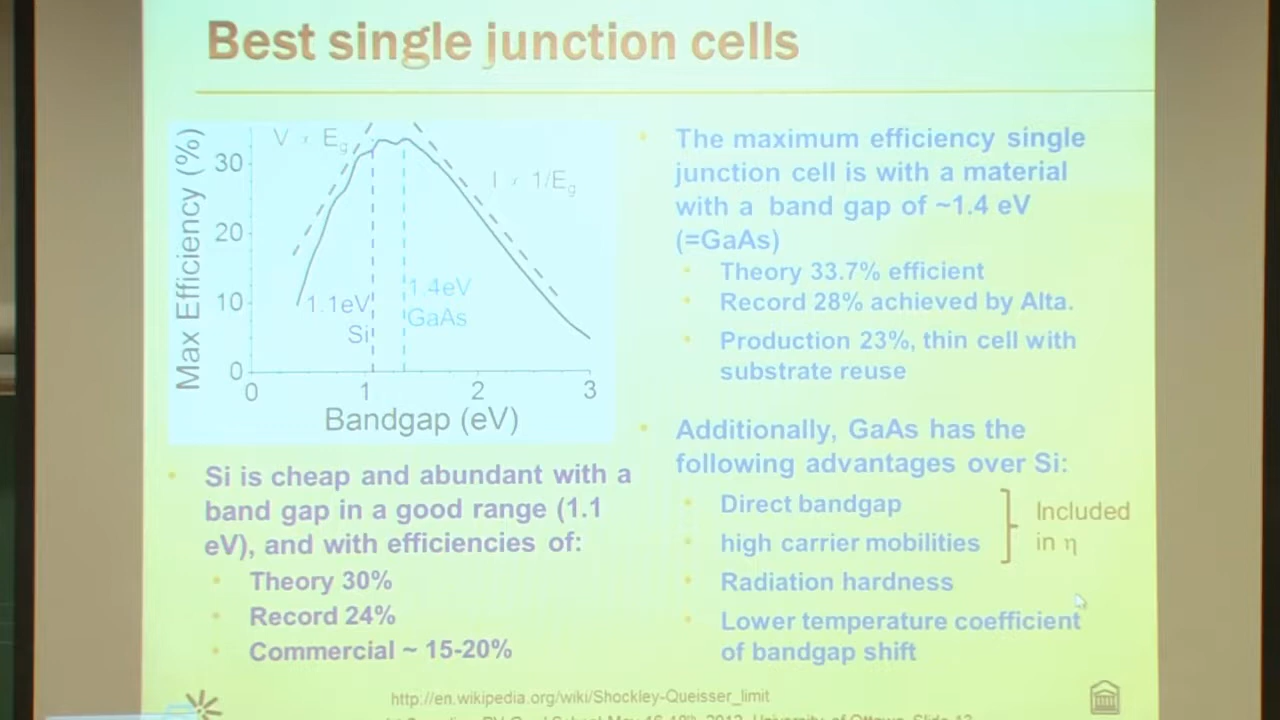 Best single junction cells
Max Efficiency (%)
30
20
10
0
0 1 2 3
Bandgap (eV)
V Eg
I 1/Eg
1.1eV
Si
1.4eV
GaAs
Si is cheap and abundant with a
band gap in a good range (1.1
eV), and with efficiencies of:
Theory 30%
Record 24%
Commercial ~ 15-20%
The maximum efficiency single
junction cell is with a material
with a band gap of ~1.4 eV
(=GaAs)
Theory 33.7% efficient
Record 28% achieved by Alta.
Production 23%, thin cell with
substrate reuse
Additionally, GaAs has the
following advantages over Si:
Direct bandgap
high carrier mobilities
Included
in η
Radiation hardness
Lower temperature coefficient
of bandgap shift
http://en.wikipedia.org/wiki/Shockley-Queisser_limit